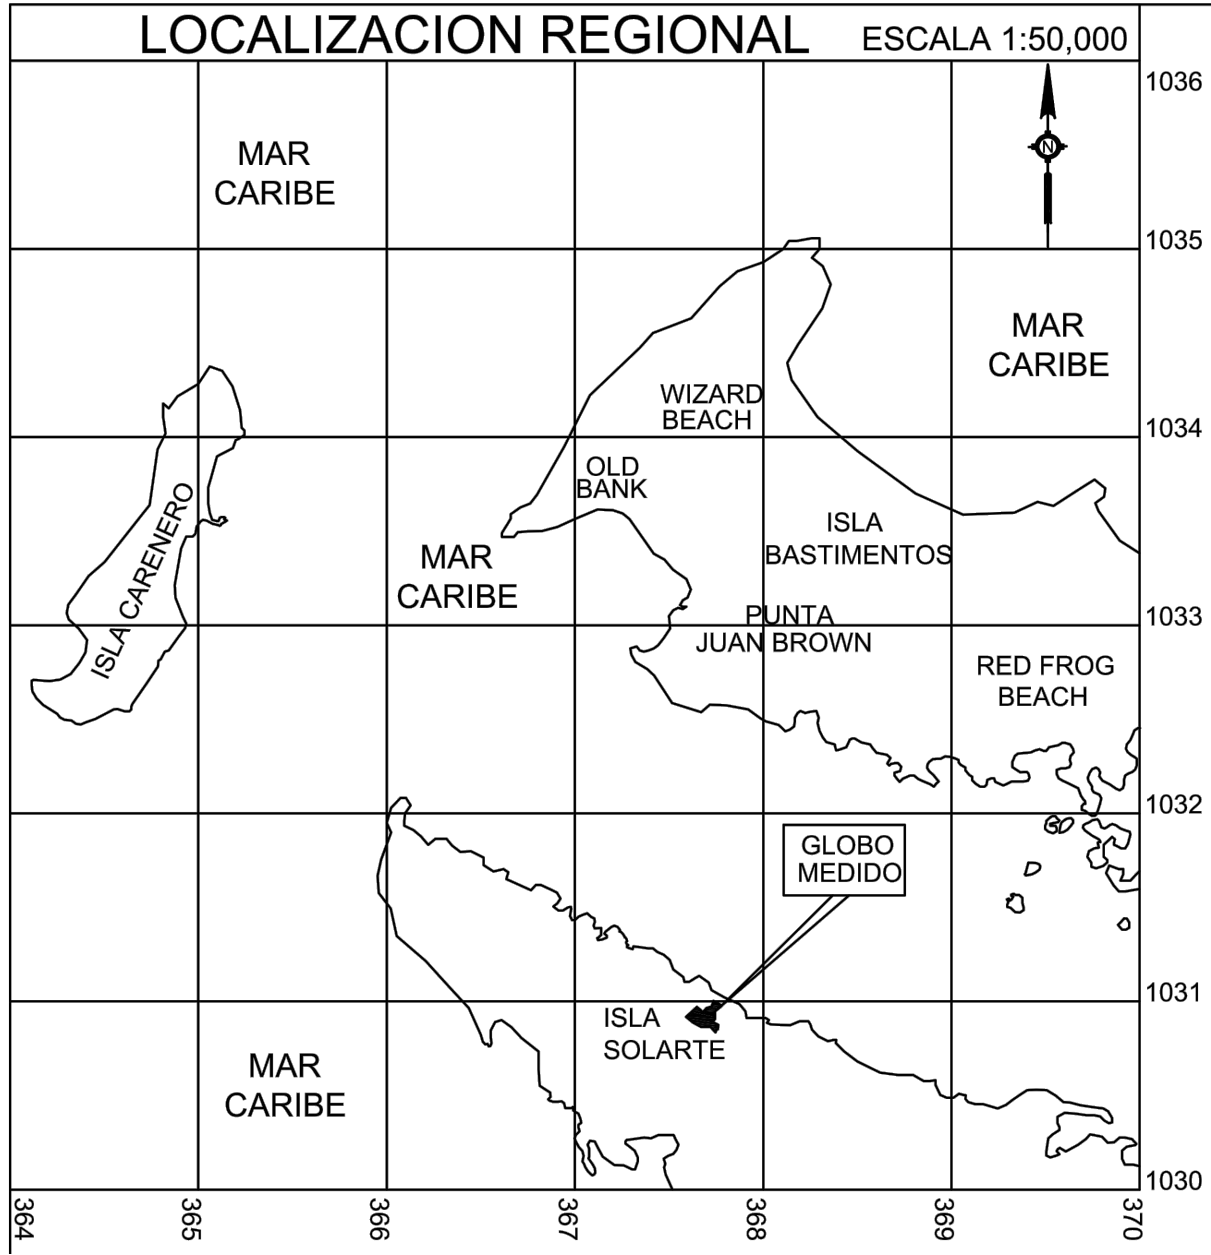 LOCALIZACION REGIONAL
ESCALA 1:50,000
1036
N
MAR
CARIBE
1035
MAR
CARIBE
WIZARD
BEACH
1034
OLD
BANK
ISLA
BASTIMENTOS
ISLA CARENERO
MAR
CARIBE
PUNTA
JUAN BROWN
1033
RED FROG
BEACH
1032
GLOBO
MEDIDO
1031
ISLA
SOLARTE
MAR
CARIBE
1030
364
365
366
367
368
369
370